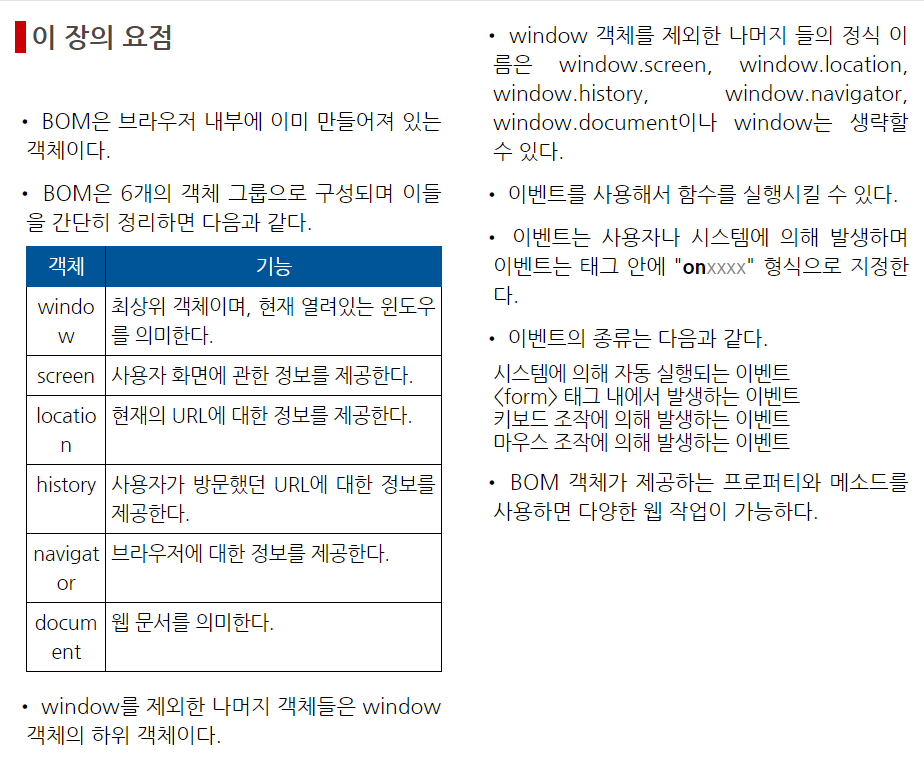 이 장의 요점
• BOM은 브라우저 내부에 이미 만들어져 있는
객체이다.
• BOM은 6개의 객체 그룹으로 구성되며 이들
을 간단히 정리하면 다음과 같다.
객체 기능
windo 최상위 객체이며, 현재 열려있는 윈도우
w 를 의미한다.
screen 사용자 화면에 관한 정보를 제공한다.
locatio 현재의 URL에 대한 정보를 제공한다.
n
history 사용자가 방문했던 URL에 대한 정보를
제공한다.
navigat 브라우저에 대한 정보를 제공한다.
or
docum 웹 문서를 의미한다.
ent
• window를 제외한 나머지 객체들은 window
객체의 하위 객체이다.
• window 객체를 제외한 나머지 들의 정식 이
름은 window.screen, window.location,
window.history, window.navigator,
window.document이나 window는 생략할
수 있다.
• 이벤트를 사용해서 함수를 실행시킬 수 있다.
• 이벤트는 사용자나 시스템에 의해 발생하며
이벤트는 태그 안에 "onxxxx" 형식으로 지정한
다.
• 이벤트의 종류는 다음과 같다.
시스템에 의해 자동 실행되는 이벤트
〈form〉 태그 내에서 발생하는 이벤트
키보드 조작에 의해 발생하는 이벤트
마우스 조작에 의해 발생하는 이벤트
• BOM 객체가 제공하는 프로퍼티와 메소드를
사용하면 다양한 웹 작업이 가능하다.